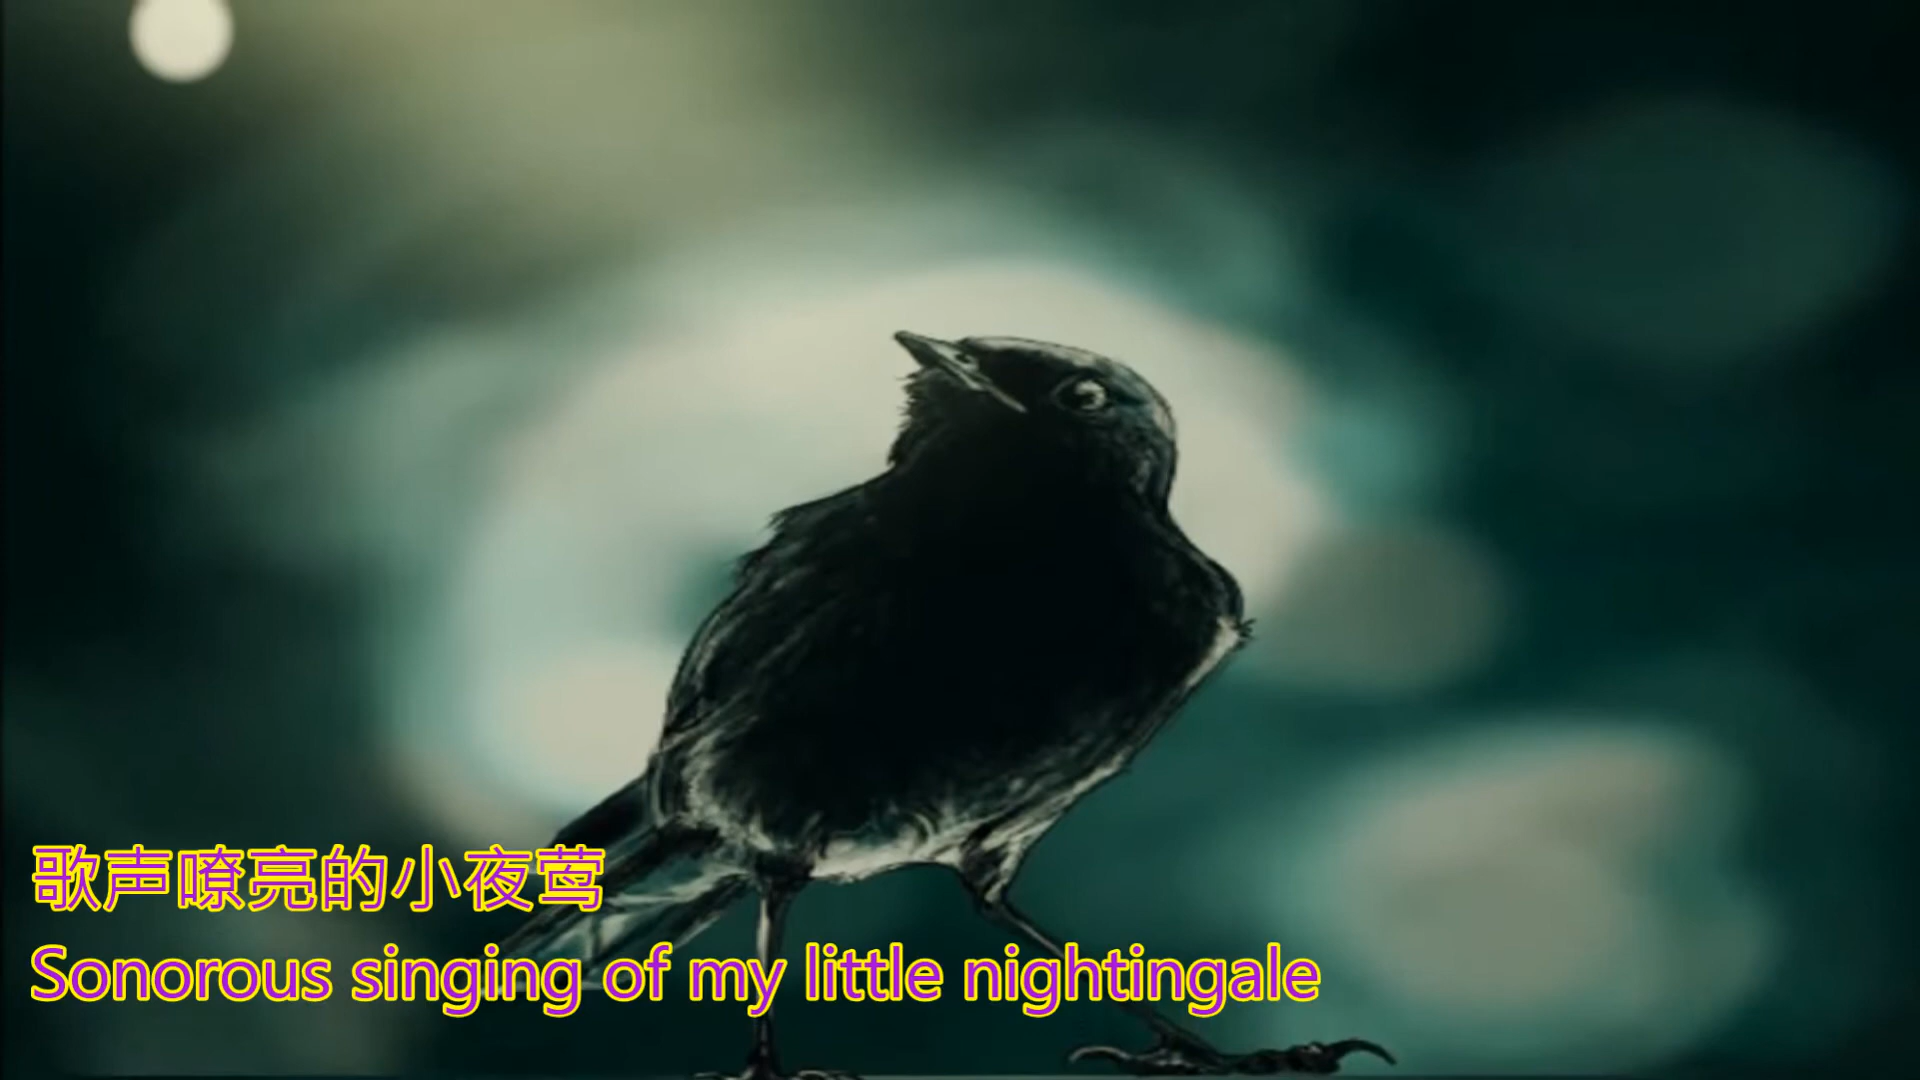 歌声嘹亮的小夜莺
Sonorous singing of my little nightingale